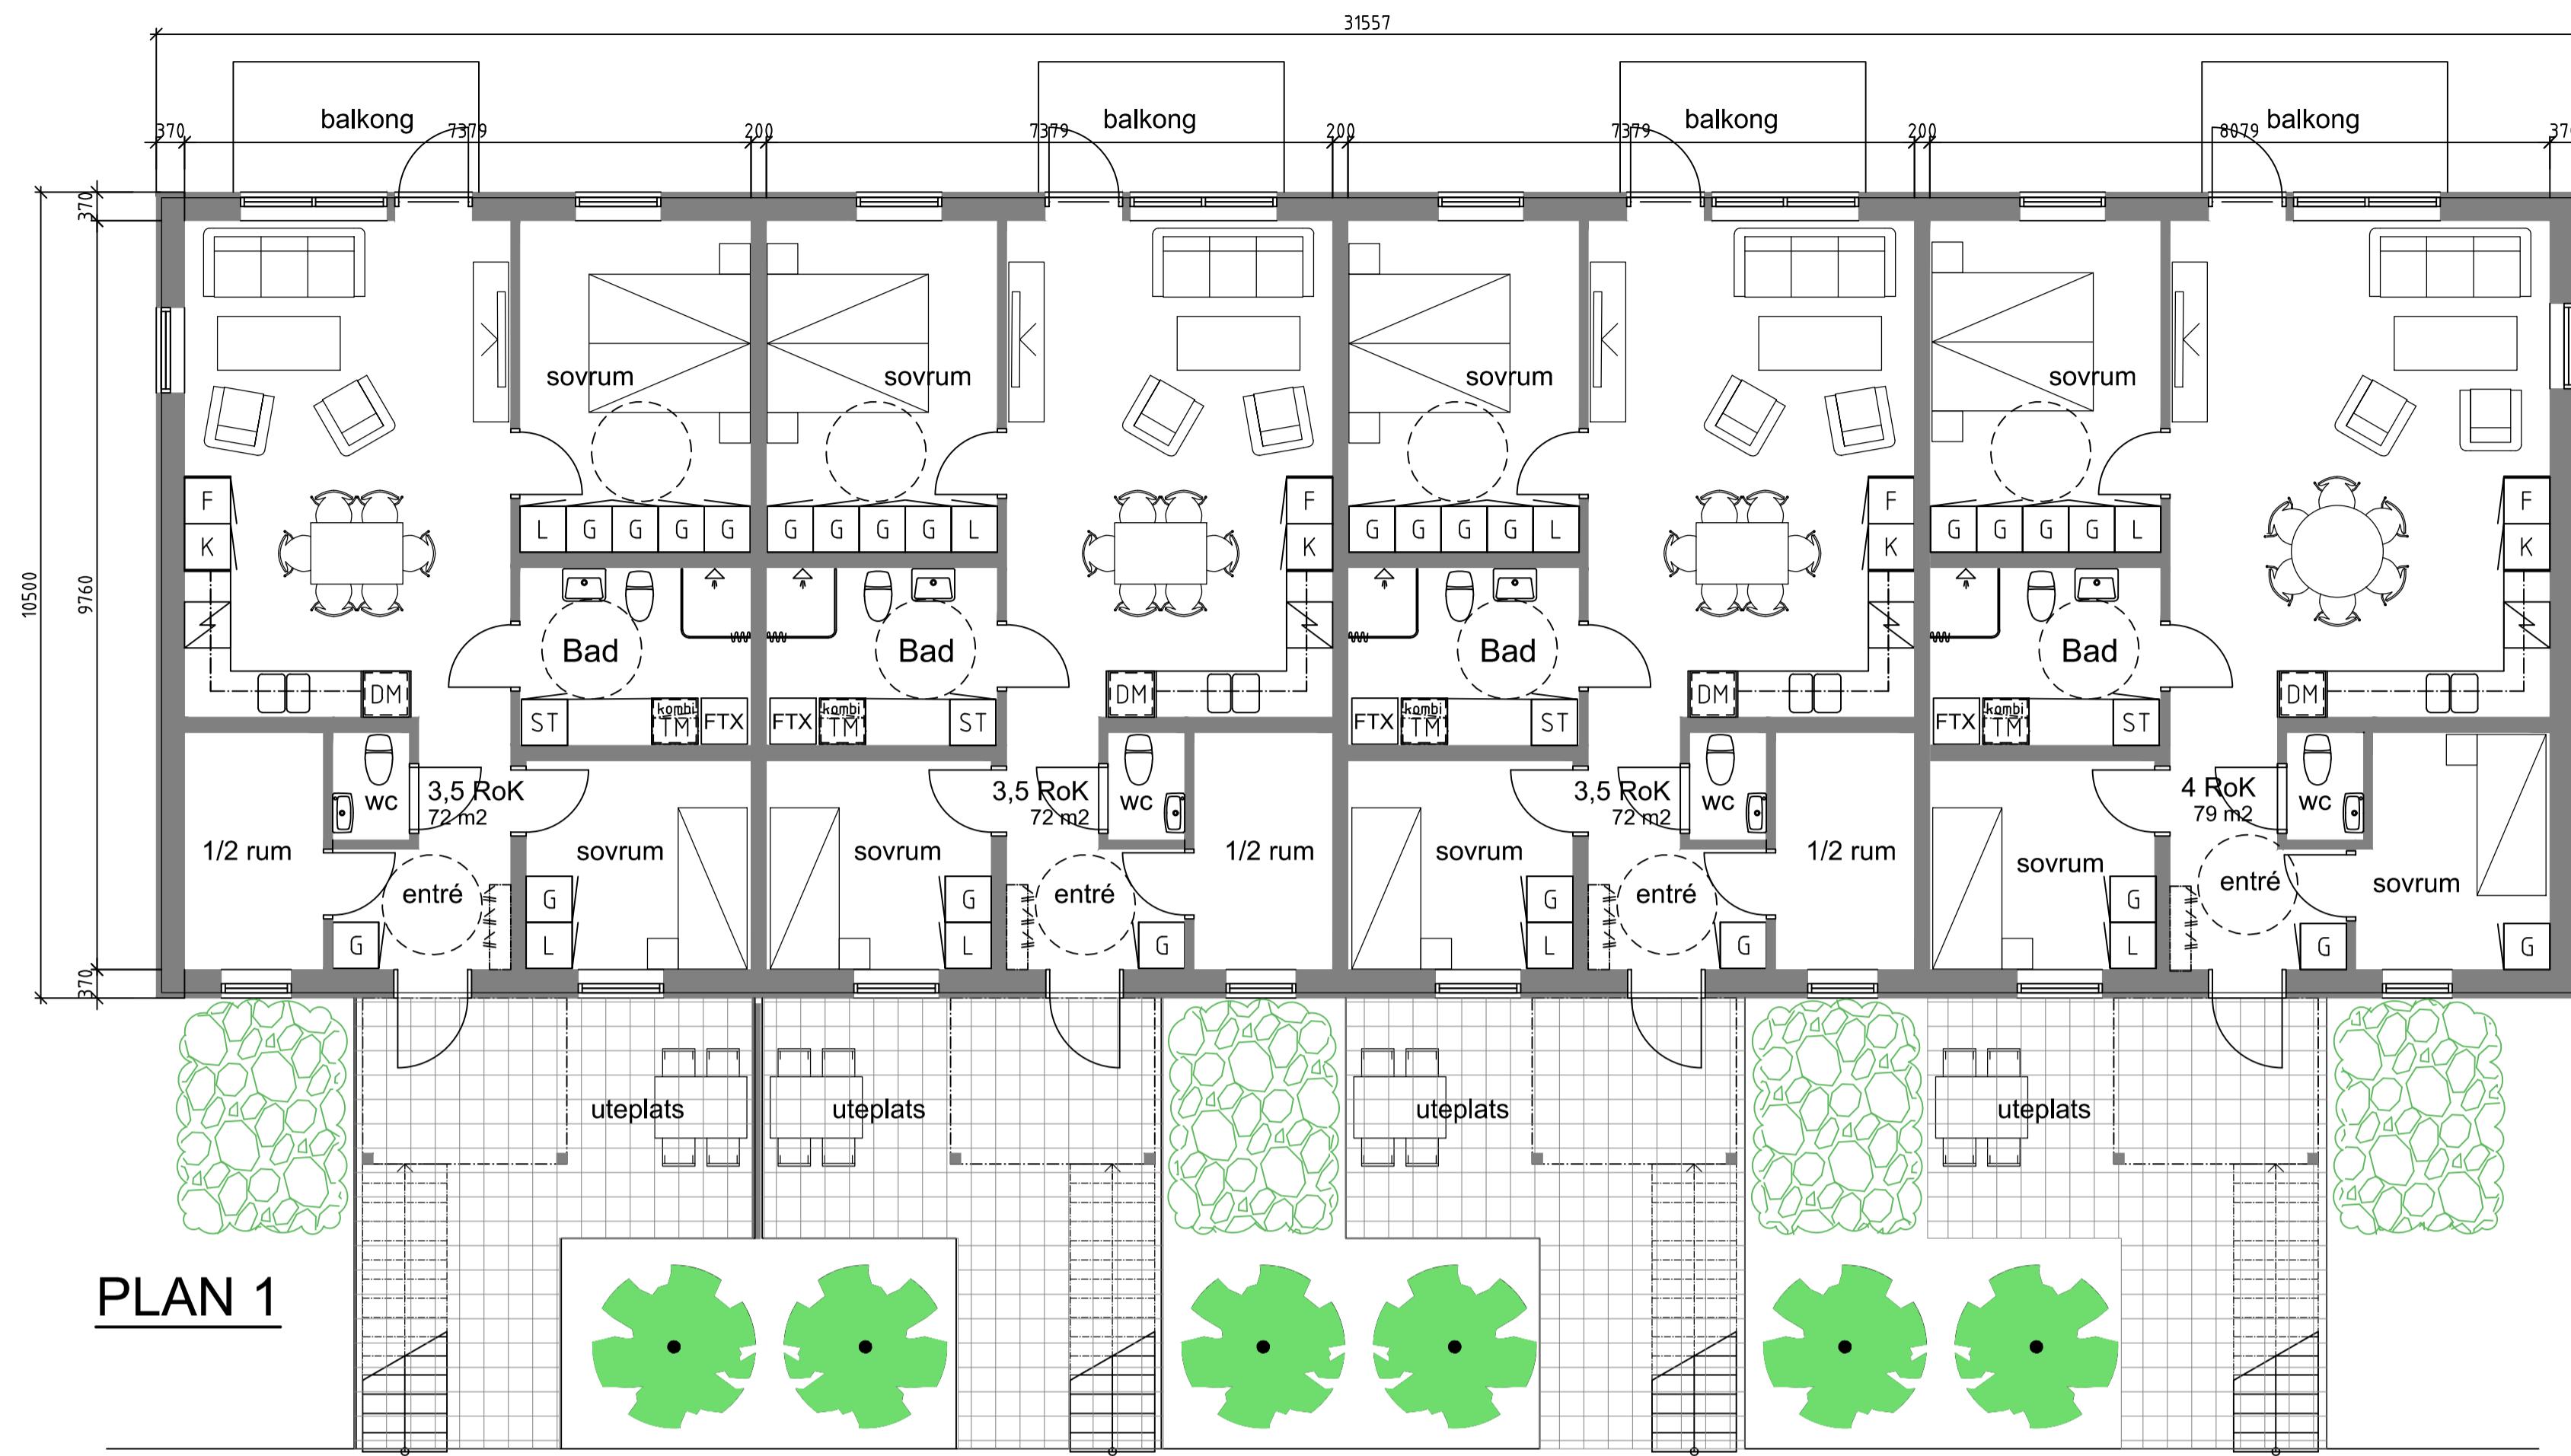 31557
balkong
balkong
balkong
balkong
370
7379
200
7379
200
7379
200
8079
370
10500
370
9760
370
sovrum
sovrum
sovrum
sovrum
F
K
L G G G G
G G G G L
F
K
G G G G L
F
K
G G G G L
F
K
Bad
Bad
Bad
Bad
DM
ST
kombi
TM
FTX
FTX
kombi
TM
ST
DM
FTX
kombi
TM
ST
DM
FTX
kombi
TM
ST
DM
wc
3,5 RoK
72 m2
3,5 RoK
72 m2
wc
3,5 RoK
72 m2
wc
4 RoK
79 m2
wc
1/2 rum
sovrum
sovrum
1/2 rum
sovrum
1/2 rum
sovrum
sovrum
entré
entré
entré
entré
G
G
L
G
L
G
G
L
G
G
L
G
G
uteplats
uteplats
uteplats
uteplats
PLAN 1